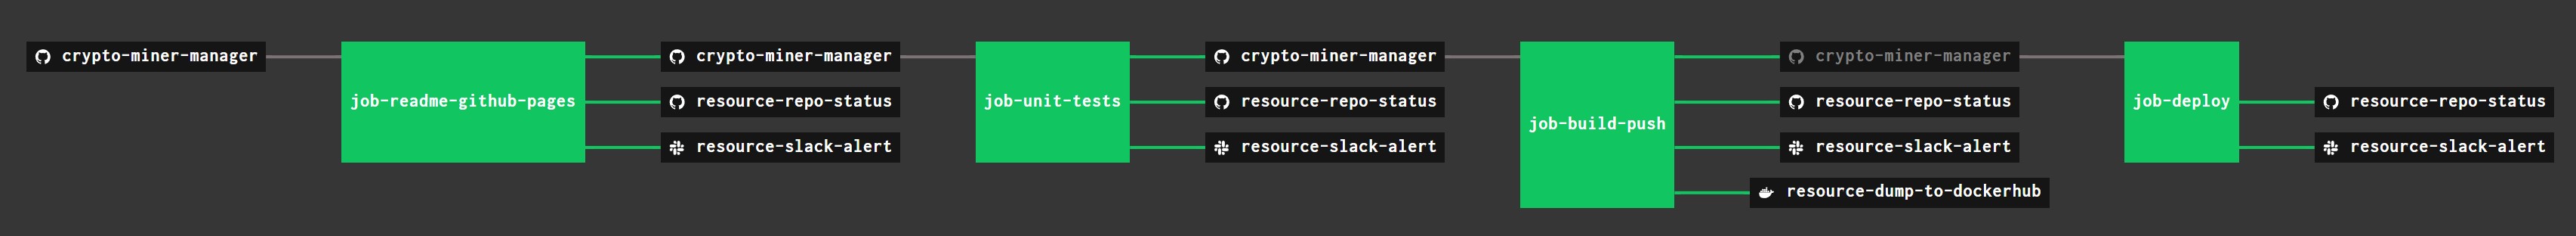 crypto-miner-manager
job-readme-github-pages
crypto-miner-manager
resource-repo-status
resource-slack-alert
job-unit-tests
crypto-miner-manager
resource-repo-status
resource-slack-alert
job-build-push
crypto-miner-manager
resource-repo-status
resource-slack-alert
resource-dump-to-dockerhub
job-deploy
resource-repo-status
resource-slack-alert